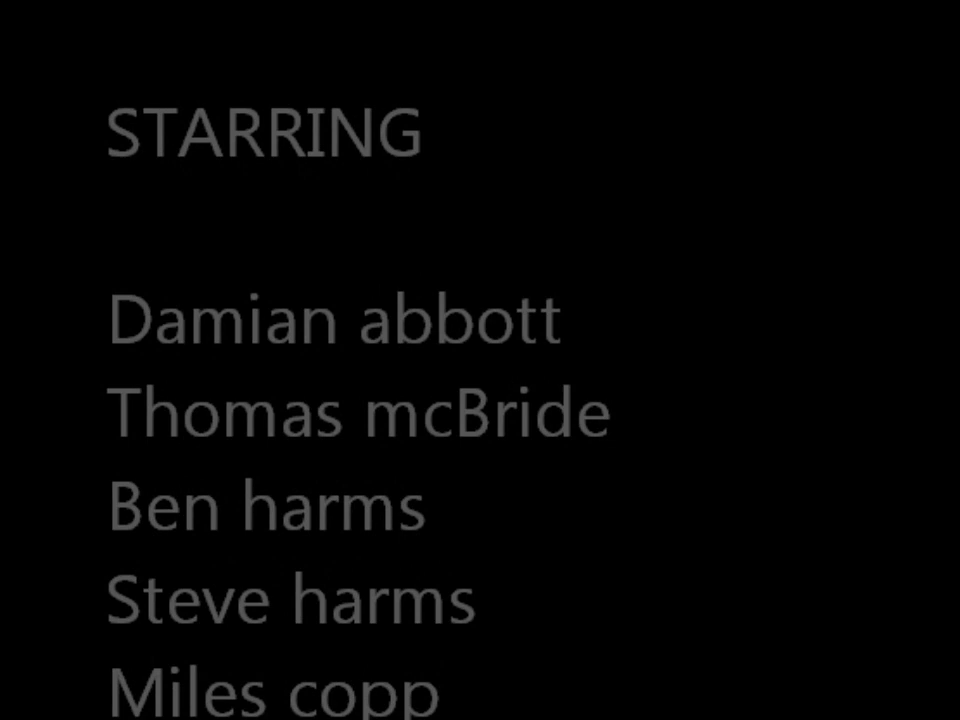 STARRING
Damian abbott
Thomas mcBride
Ben harms
Steve harms
Miles copp